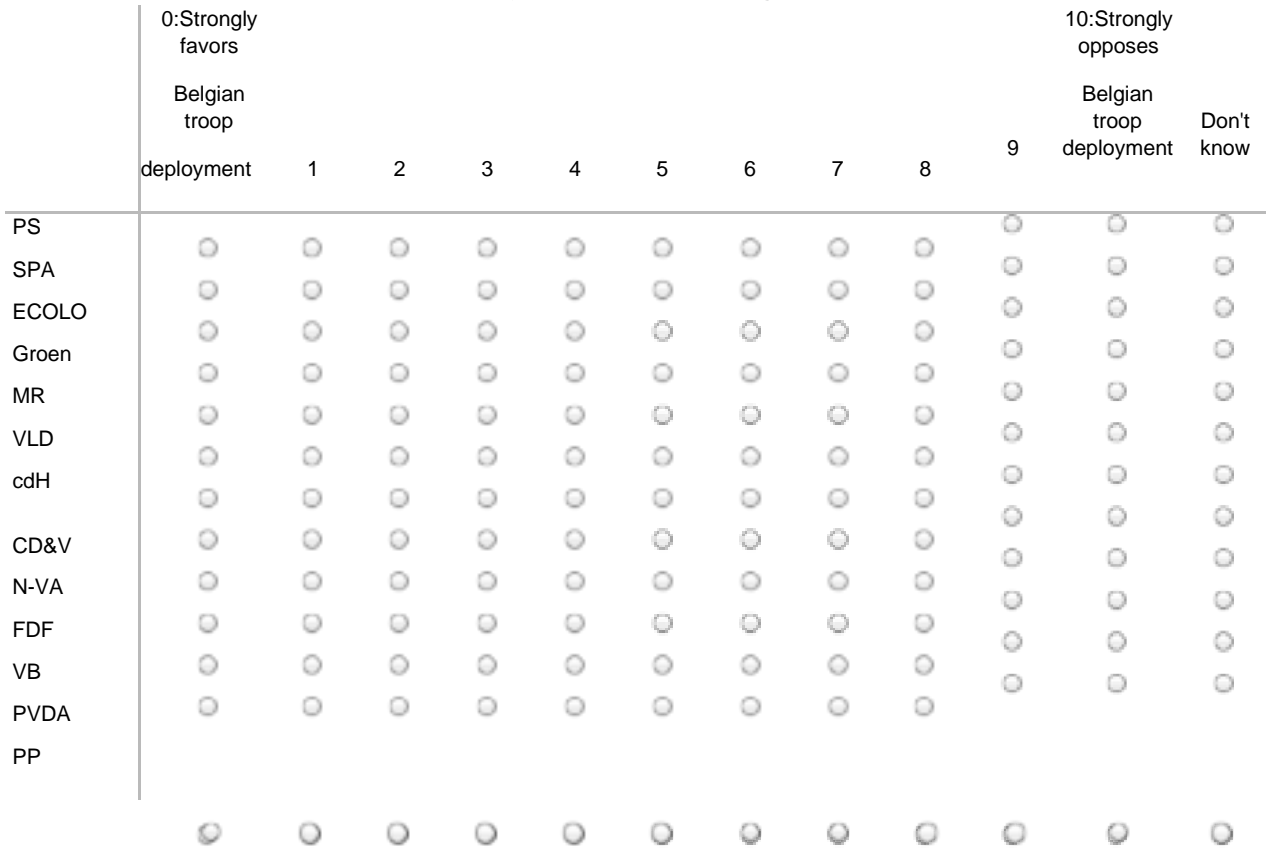 0:Strongly
favors
Belgian
troop
deployment
1
2
3
4
5
6
7
8
9
10:Strongly
opposes
Belgian
troop
deployment
Don't
know
PS
SPA
ECOLO
Groen
MR
VLD
cdH
CD&V
N-VA
FDF
VB
PVDA
PP